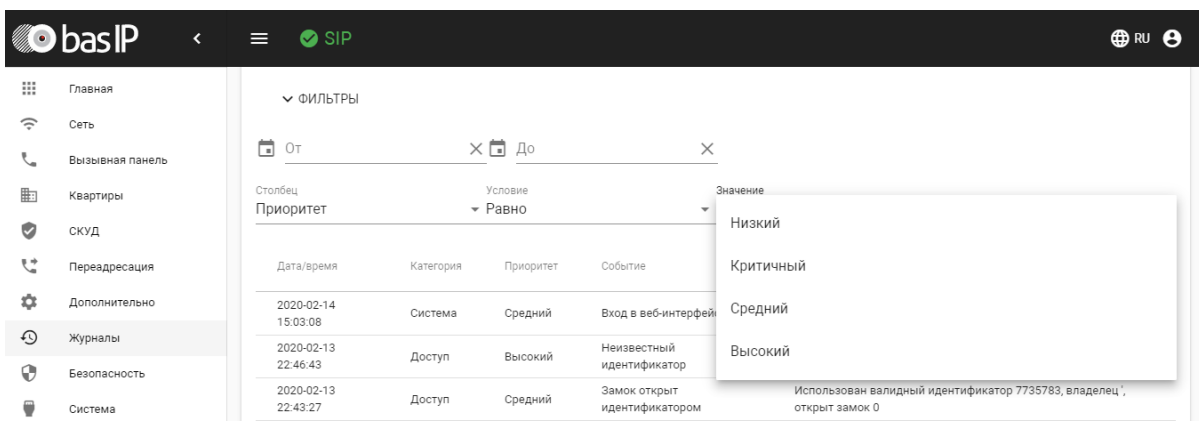 basIP
SIP
RU
Главная
Сеть
Вызывная панель
Квартиры
СКУД
Переадресация
Дополнительно
Журналы
Безопасность
Система
ФИЛЬТРЫ
От
До
Столбец
Условие
Значение
Приоритет
Равно
Низкий
Критичный
Средний
Высокий
Дата/время
Категория
Приоритет
Событие
2020-02-14
15:03:08
Система
Средний
Вход в веб-интерфейс
2020-02-13
22:46:43
Доступ
Высокий
Неизвестный
идентификатор
2020-02-13
22:43:27
Доступ
Средний
Замок открыт
идентификатором
Использован валидный идентификатор 7735783, владелец ',
открыт замок 0